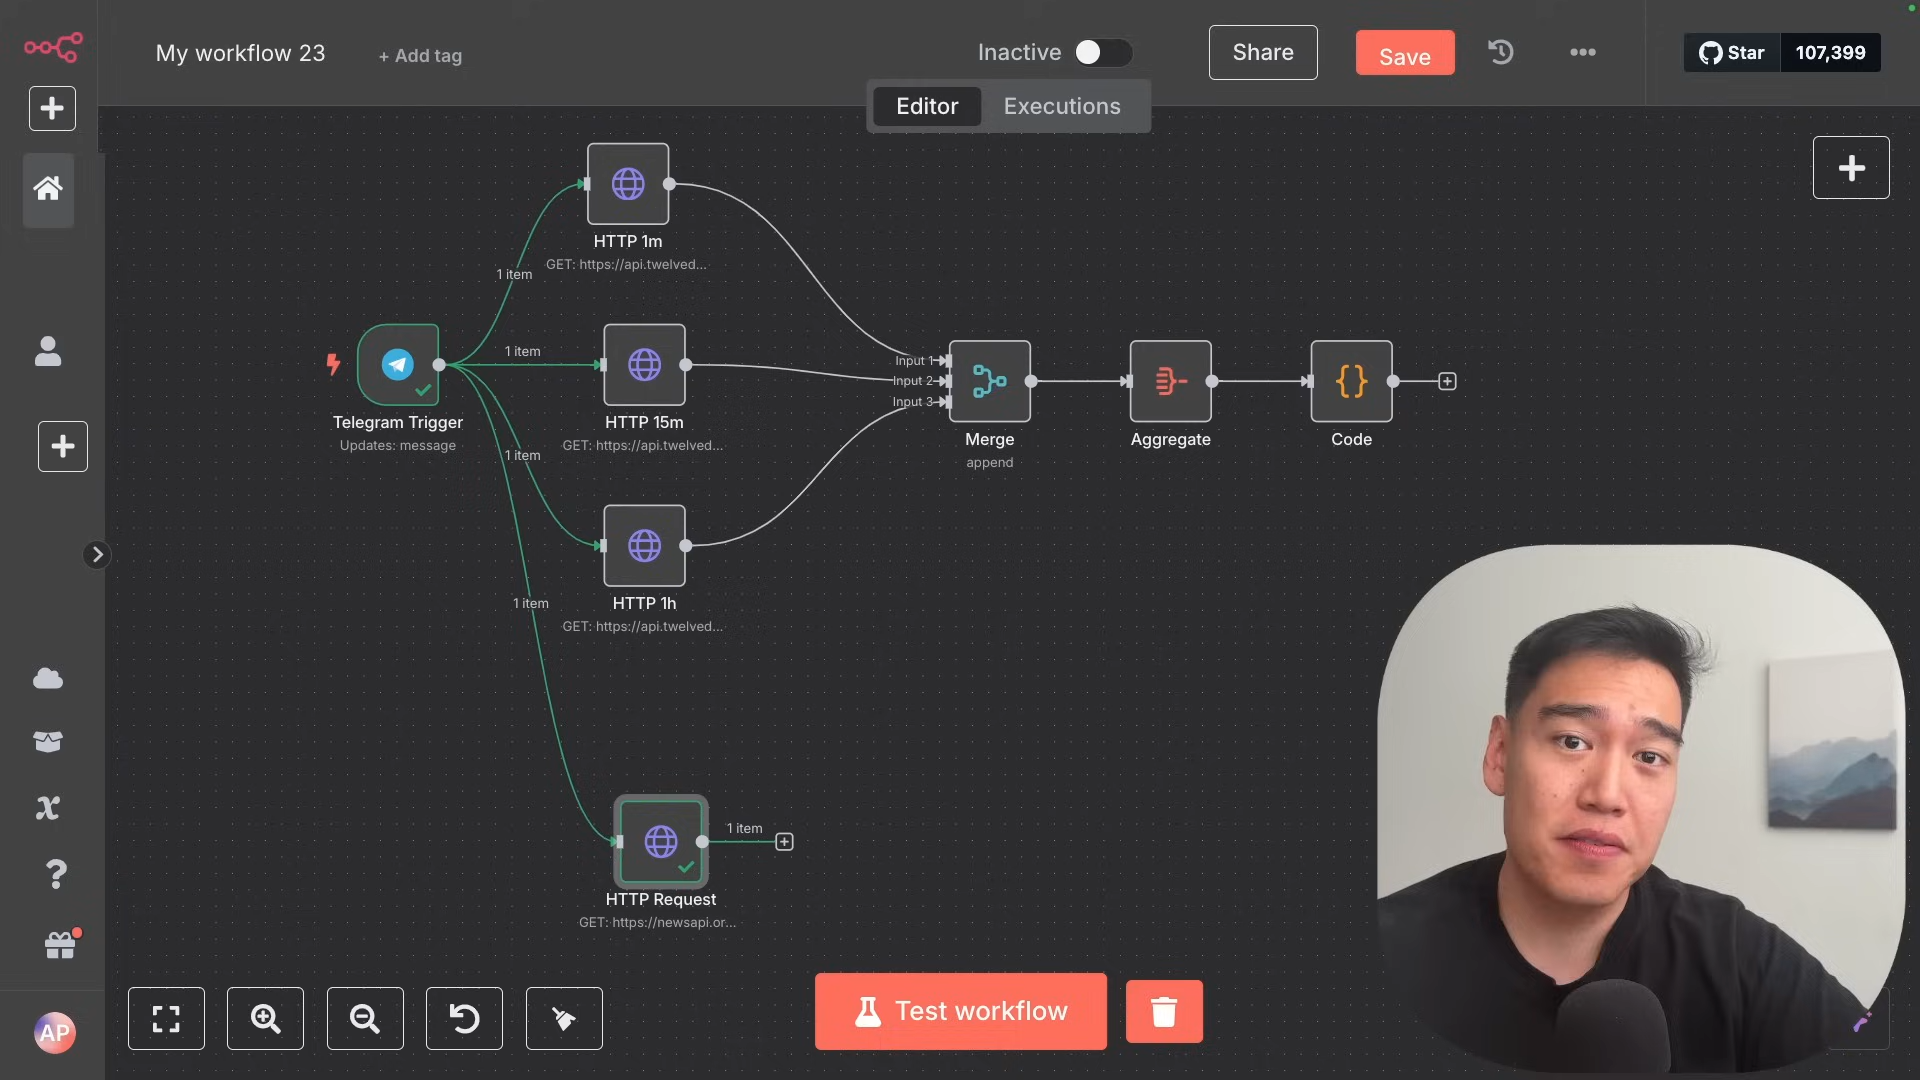 My workflow 23
+ Add tag
Inactive
Share
Save
Star
107,399
Editor
Executions
HTTP 1m
GET: https://api.twelved...
1 item
1 item
Telegram Trigger
Updates: message
HTTP 15m
GET: https://api.twelved...
Input 1
Input 2
Input 3
Merge
append
Aggregate
Code
{}
1 item
HTTP 1h
GET: https://api.twelved...
1 item
1 item
HTTP Request
GET: https://newsapi.or...
Test workflow
AP